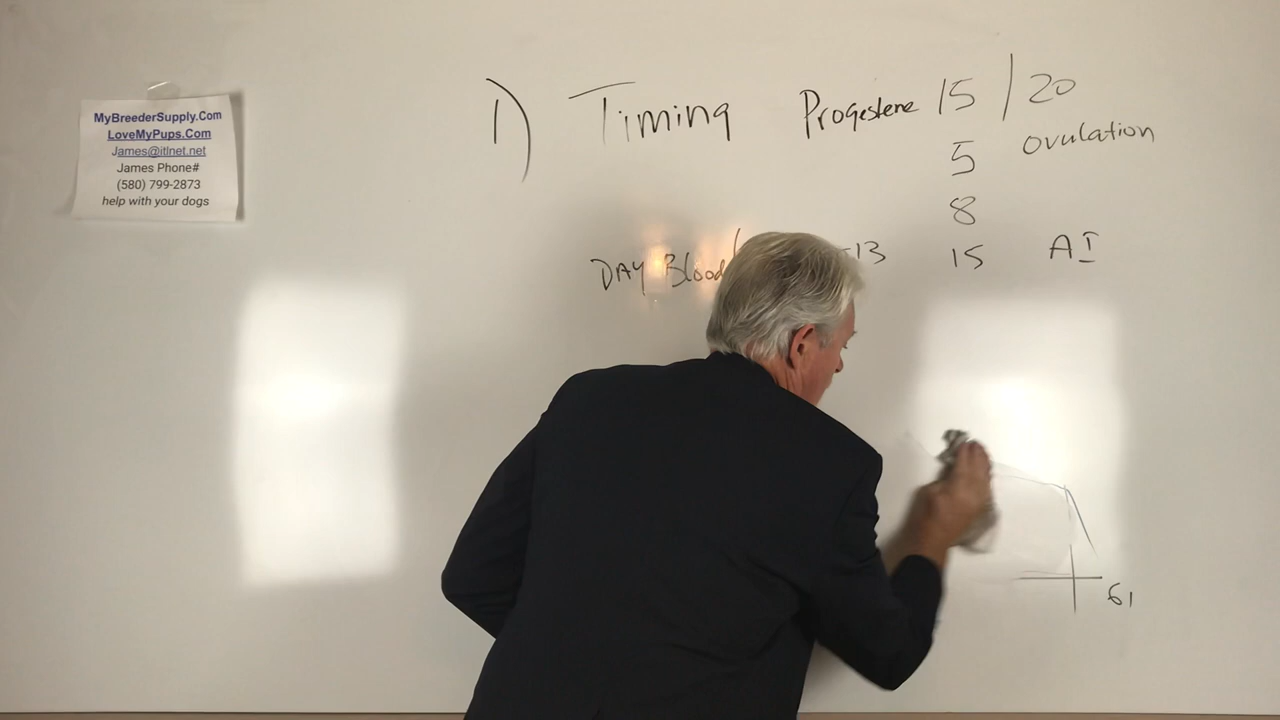 MyBreederSupply.Com
LoveMyPups.Com
James@itlnet.net
James Phone#
(580) 799-2873
help with your dogs
1) Timing Progestene 15 / 20
5 ovulation
8
DAY Blood -13 15 AI
61